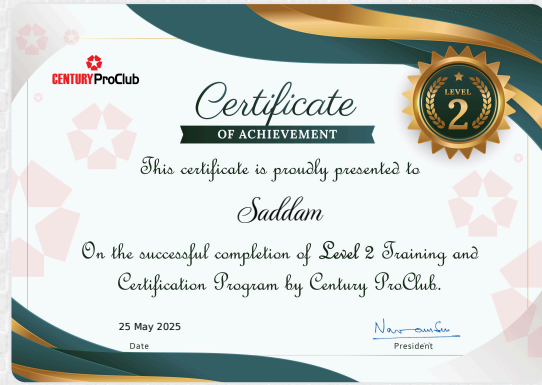 CENTURY ProClub
LEVEL
2
Certificate
OF ACHIEVEMENT
This certificate is proudly presented to
Saddam
On the successful completion of Level 2 Training and
Certification Program by Century ProClub.
25 May 2025
Date
President